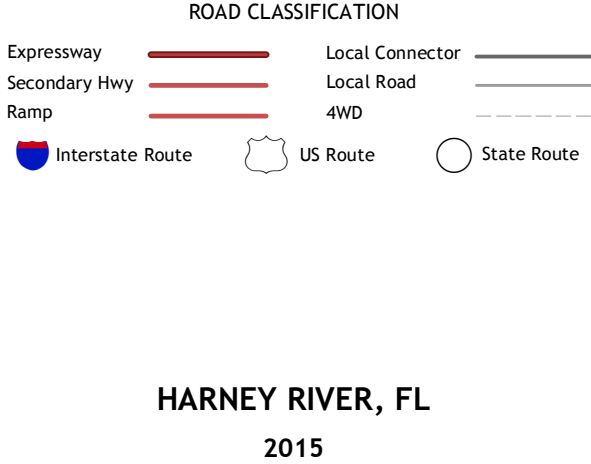 ROAD CLASSIFICATION
Expressway Local Connector
Secondary Hwy Local Road
Ramp 4WD
Interstate Route US Route State Route
HARNEY RIVER, FL
2015